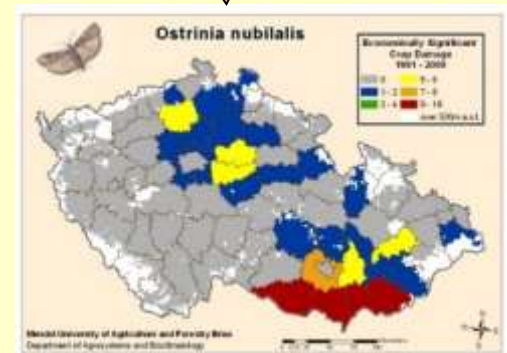 Ostrinia nubilalis
Economically Significant
Crop Damage
1991 - 2000
0
5 - 6
1 - 2
7 - 8
3 - 4
9 - 10
Mendel University of Agriculture and Forestry Brno
Department of Agrosystems and Bioclimatology